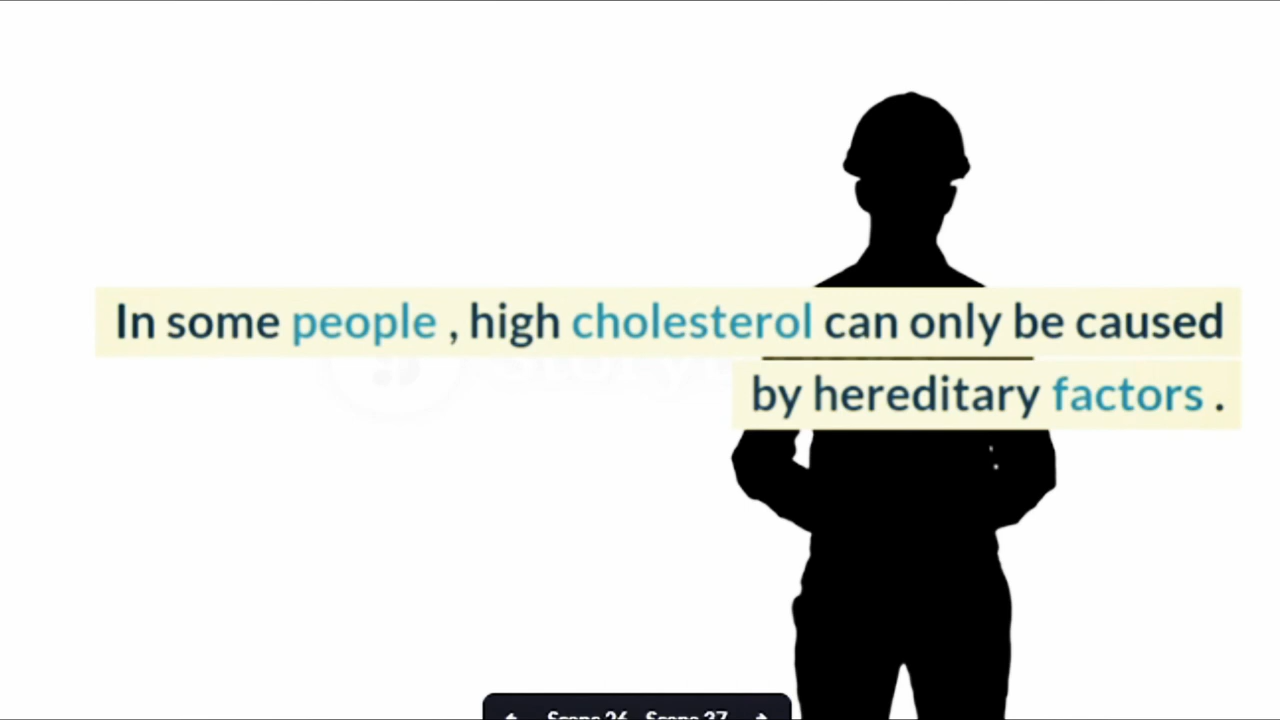 In some people , high cholesterol can only be caused
by hereditary factors .